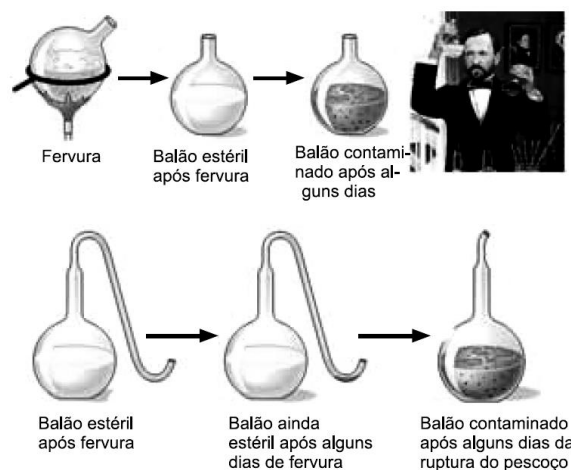 Fervura
Balão estéril
após fervura
Balão contami-
nado após al-
guns dias
Balão estéril
após fervura
Balão ainda
estéril após alguns
dias de fervura
Balão contaminado
após alguns dias da
ruptura do pescoço